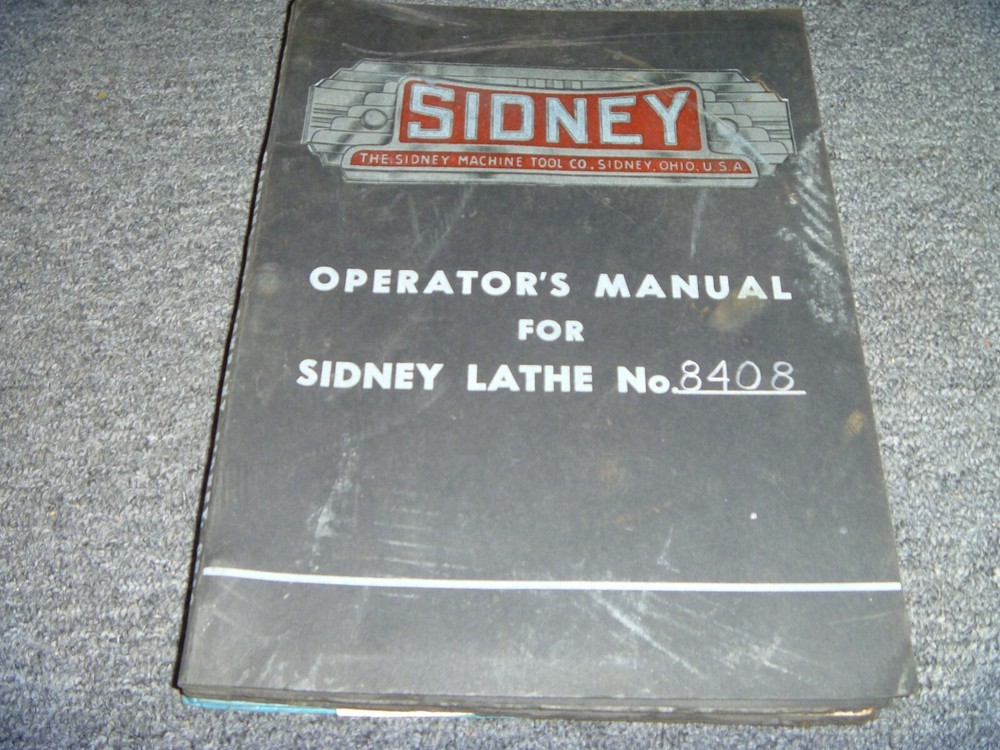 SIDNEY
THE SIDNEY MACHINE TOOL CO., SIDNEY, OHIO, U.S.A.
OPERATOR'S MANUAL
FOR
SIDNEY LATHE No. 8408